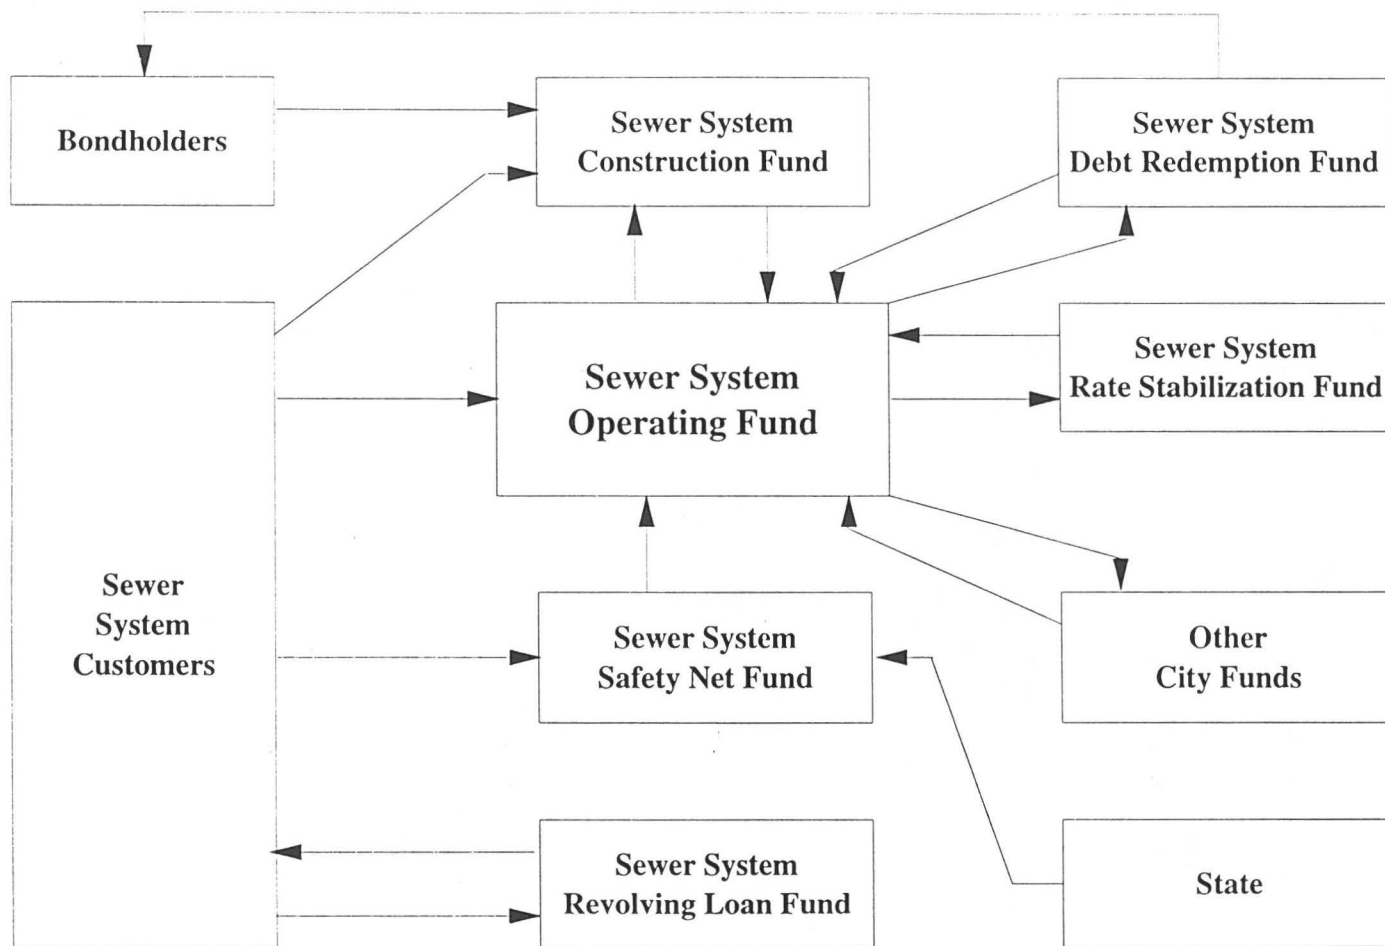 Bondholders
Sewer System
Construction Fund
Sewer System
Debt Redemption Fund
Sewer System
Operating Fund
Sewer System
Rate Stabilization Fund
Sewer
System
Customers
Sewer System
Safety Net Fund
Other
City Funds
Sewer System
Revolving Loan Fund
State